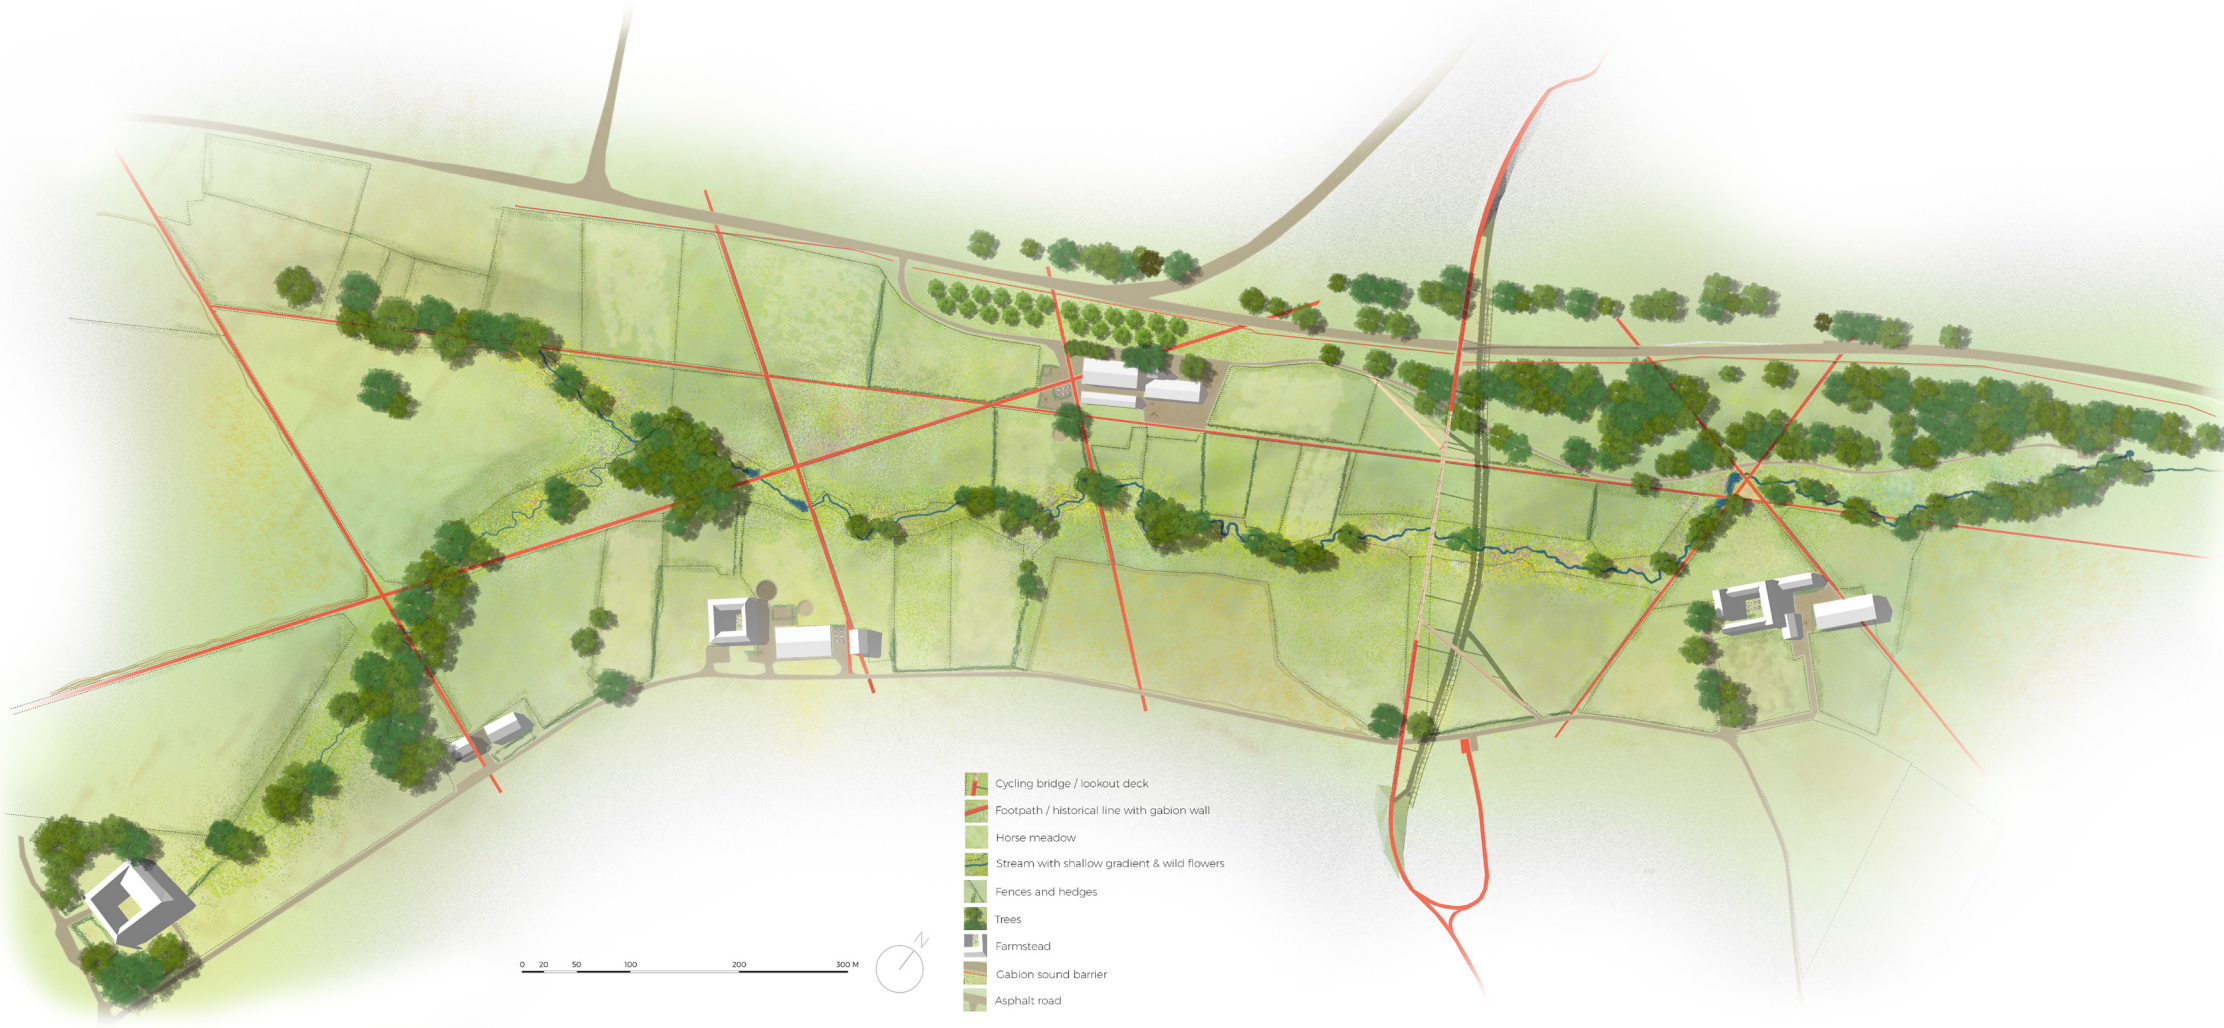 Cycling bridge / lookout deck
Footpath / historical line with gabion wall
Horse meadow
Stream with shallow gradient & wild flowers
Fences and hedges
Trees
Farmstead
Gabion sound barrier
Asphalt road
0 20 50 100 200 300 M
N